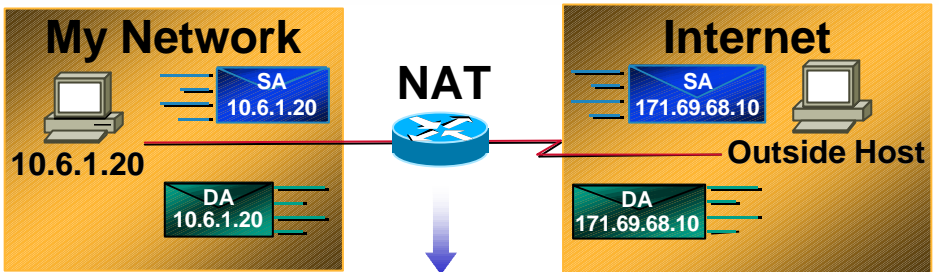 My Network
SA
10.6.1.20
10.6.1.20
DA
10.6.1.20
NAT
Internet
SA
171.69.68.10
Outside Host
DA
171.69.68.10